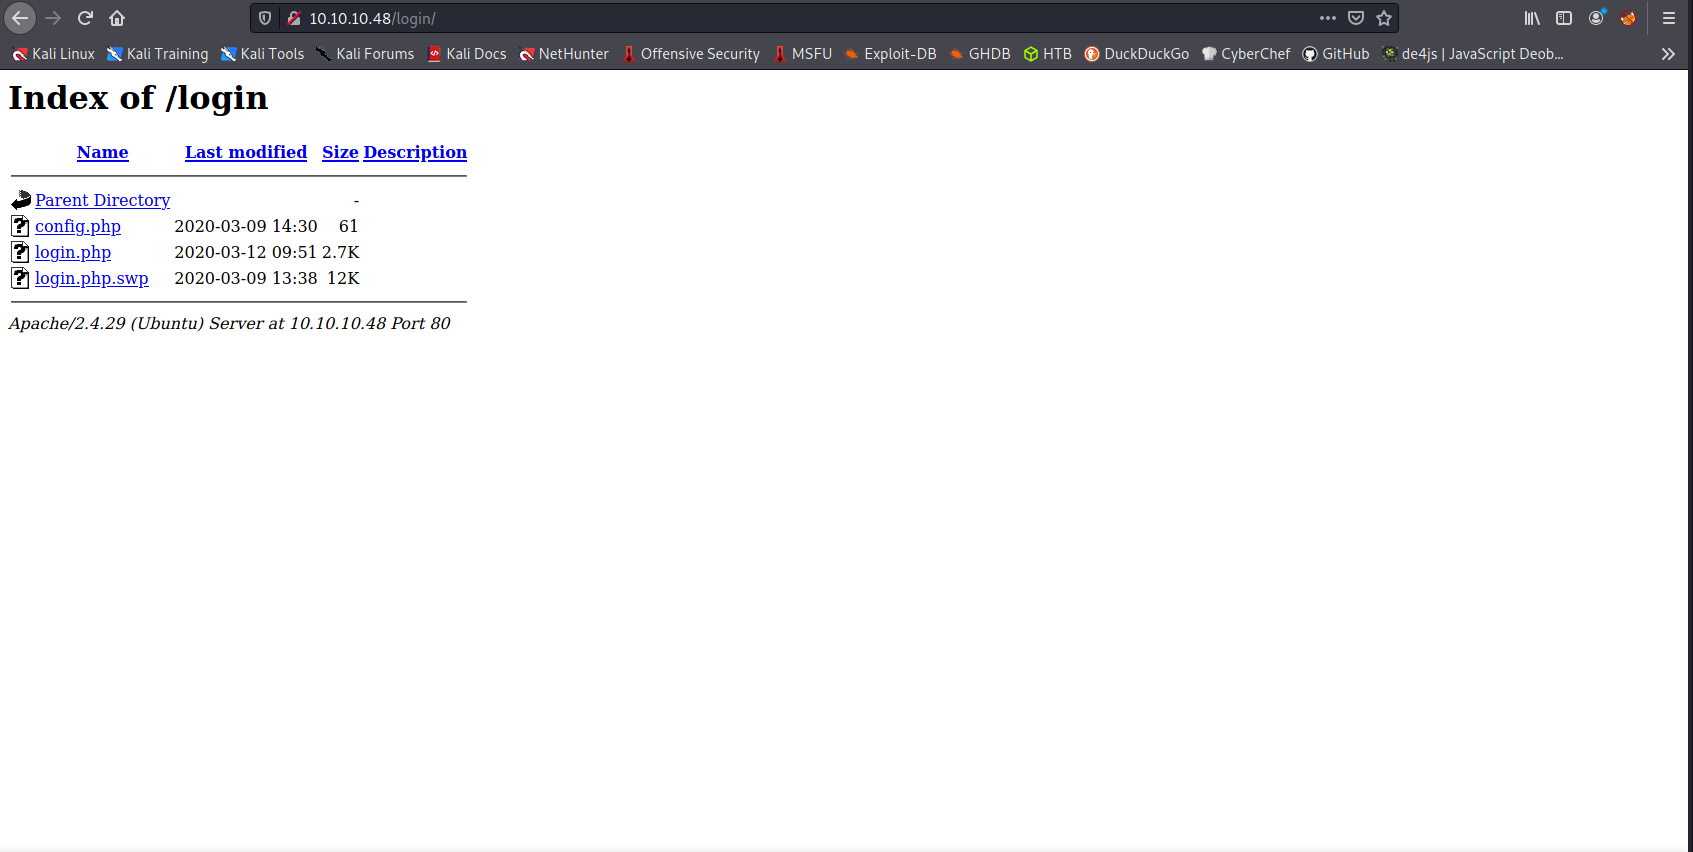 10.10.10.48/login/
Kali Linux Kali Training Kali Tools Kali Forums Kali Docs NetHunter Offensive Security MSFU Exploit-DB GHDB HTB DuckDuckGo CyberChef GitHub de4js | JavaScript Deob...
Index of /login
Name Last modified Size Description
Parent Directory -
config.php 2020-03-09 14:30 61
login.php 2020-03-12 09:51 2.7K
login.php.swp 2020-03-09 13:38 12K
Apache/2.4.29 (Ubuntu) Server at 10.10.10.48 Port 80